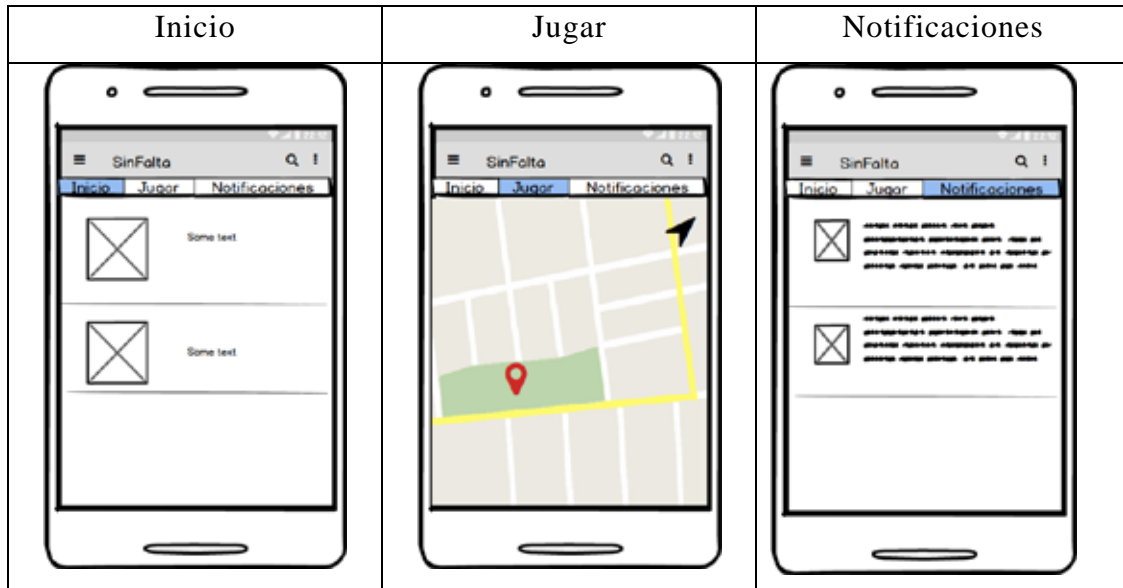 Inicio
Jugar
Notificaciones
SinFalta
Inicio Jugar Notificaciones
Some text
Some text
SinFalta
Inicio Jugar Notificaciones
SinFalta
Inicio Jugar Notificaciones